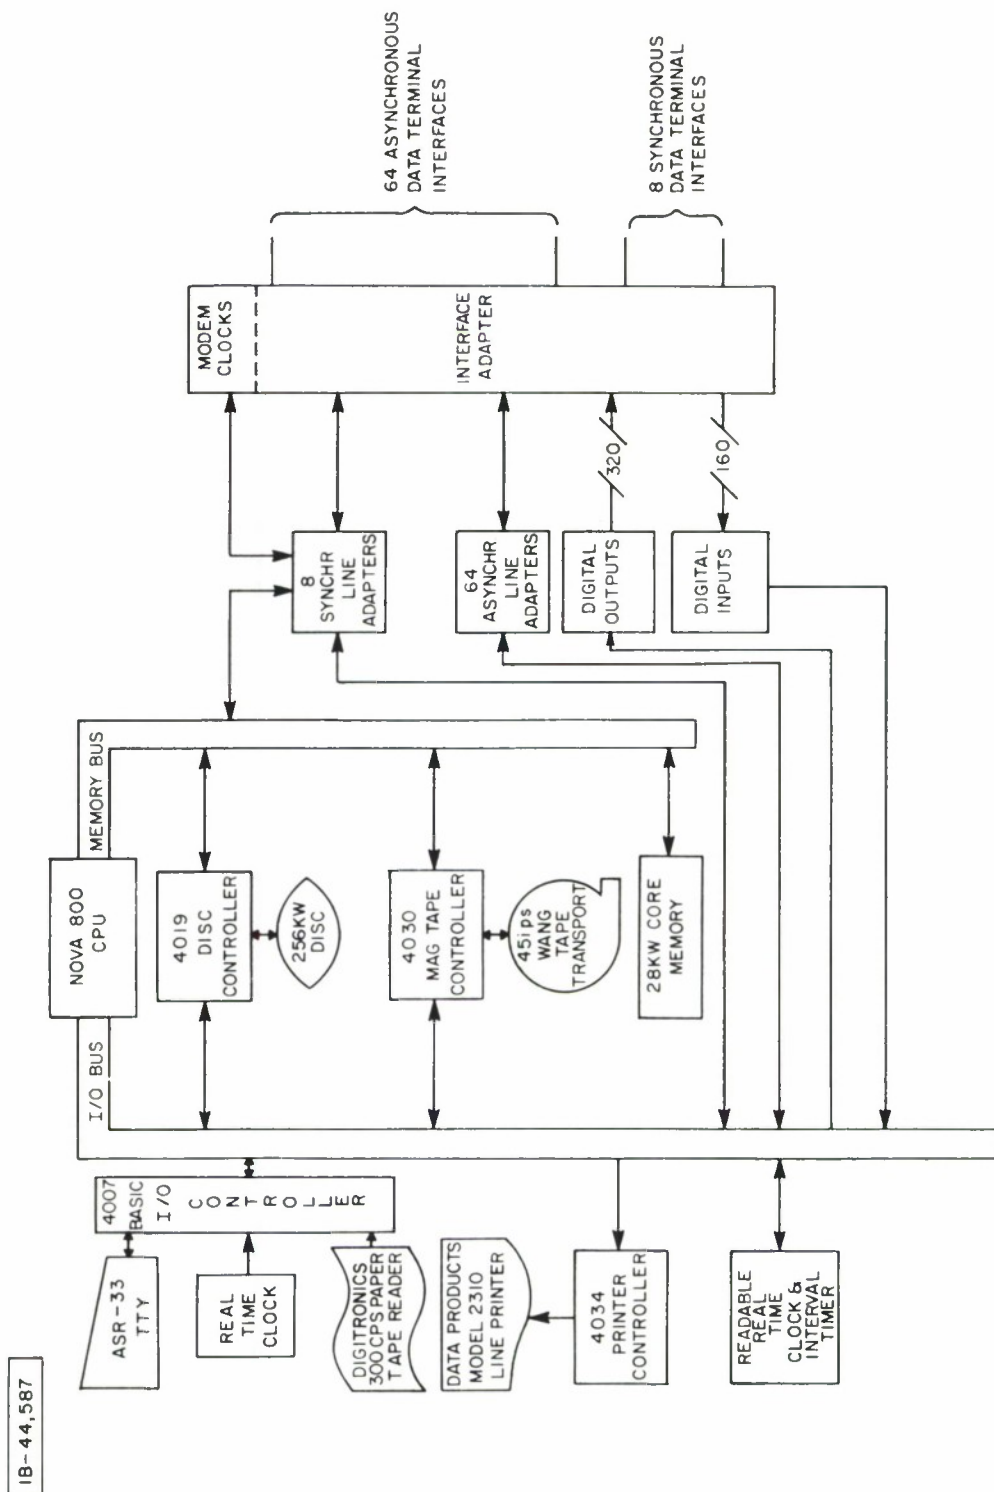 IB-44,587
ASR-33
TTY
REAL
TIME
CLOCK
DIGITRONICS
300CPS PAPER
TAPE READER
DATA PRODUCTS
MODEL 2310
LINE PRINTER
4034
PRINTER
CONTROLLER
READABLE
REAL
TIME
CLOCK &
INTERVAL
TIMER
4007
BASIC
I/O
CONTROLLER
I/O BUS
NOVA 800
CPU
MEMORY BUS
4019
DISC
CONTROLLER
256KW
DISC
4030
MAG TAPE
CONTROLLER
45ips
WANG
TAPE
TRANSPORT
28KW CORE
MEMORY
8
SYNCHR
LINE
ADAPTERS
64
ASYNCHR
LINE
ADAPTERS
DIGITAL
OUTPUTS
DIGITAL
INPUTS
320
160
MODEM
CLOCKS
INTERFACE
ADAPTER
64 ASYNCHRONOUS
DATA TERMINAL
INTERFACES
8 SYNCHRONOUS
DATA TERMINAL
INTERFACES